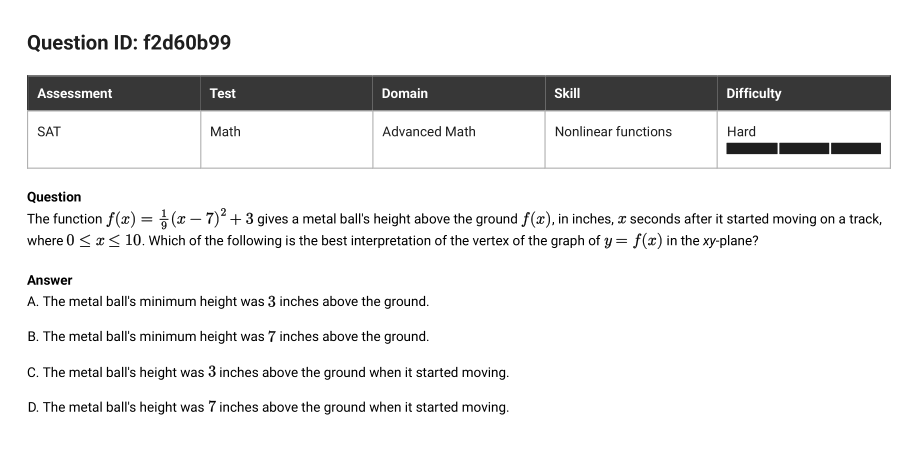 Question ID: f2d60b99
Assessment Test Domain Skill Difficulty
SAT Math Advanced Math Nonlinear functions Hard
Question
The function f(x) = 1/9(x − 7)² + 3 gives a metal ball's height above the ground f(x), in inches, x seconds after it started moving on a track,
where 0 ≤ x ≤ 10. Which of the following is the best interpretation of the vertex of the graph of y = f(x) in the xy-plane?
Answer
A. The metal ball's minimum height was 3 inches above the ground.
B. The metal ball's minimum height was 7 inches above the ground.
C. The metal ball's height was 3 inches above the ground when it started moving.
D. The metal ball's height was 7 inches above the ground when it started moving.